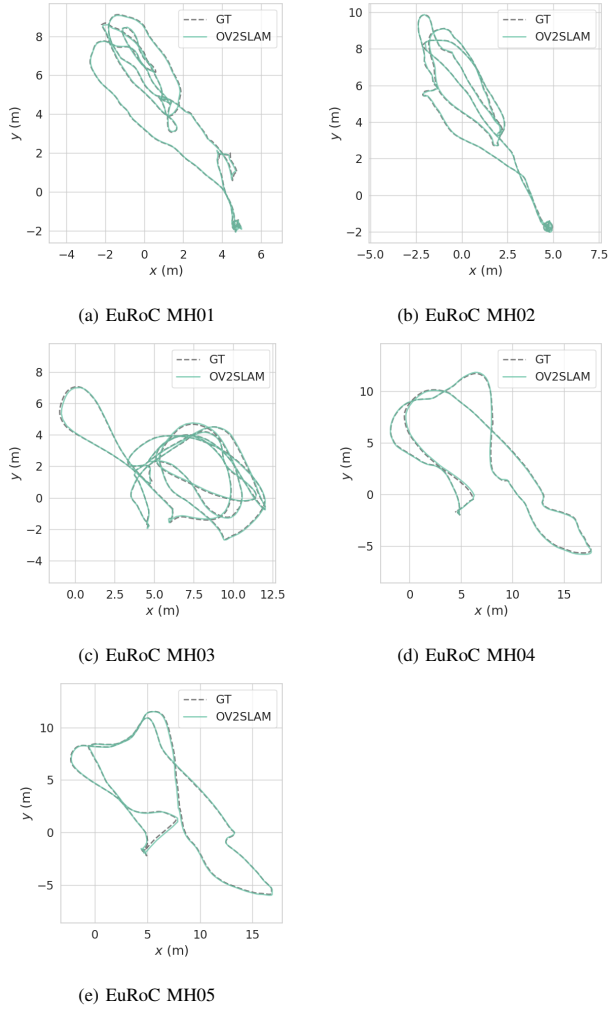 GT
OV2SLAM
8
6
4
2
0
−2
y (m)
−4 −2 0 2 4 6
x (m)
(a) EuRoC MH01
GT
OV2SLAM
10
8
6
4
2
0
−2
y (m)
−5.0 −2.5 0.0 2.5 5.0 7.5
x (m)
(b) EuRoC MH02
GT
OV2SLAM
8
6
4
2
0
−2
−4
y (m)
0.0 2.5 5.0 7.5 10.0 12.5
x (m)
(c) EuRoC MH03
GT
OV2SLAM
10
5
0
−5
y (m)
0 5 10 15
x (m)
(d) EuRoC MH04
GT
OV2SLAM
10
5
0
−5
y (m)
0 5 10 15
x (m)
(e) EuRoC MH05